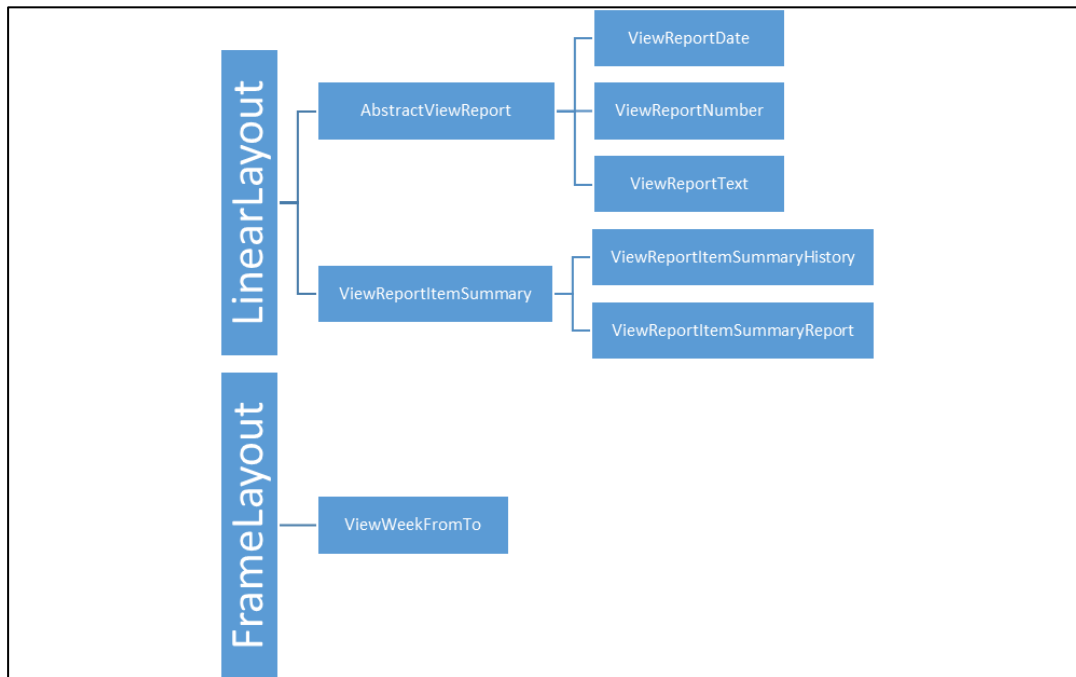 LinearLayout
AbstractViewReport
ViewReportDate
ViewReportNumber
ViewReportText
ViewReportItemSummary
ViewReportItemSummaryHistory
ViewReportItemSummaryReport
FrameLayout
ViewWeekFromTo